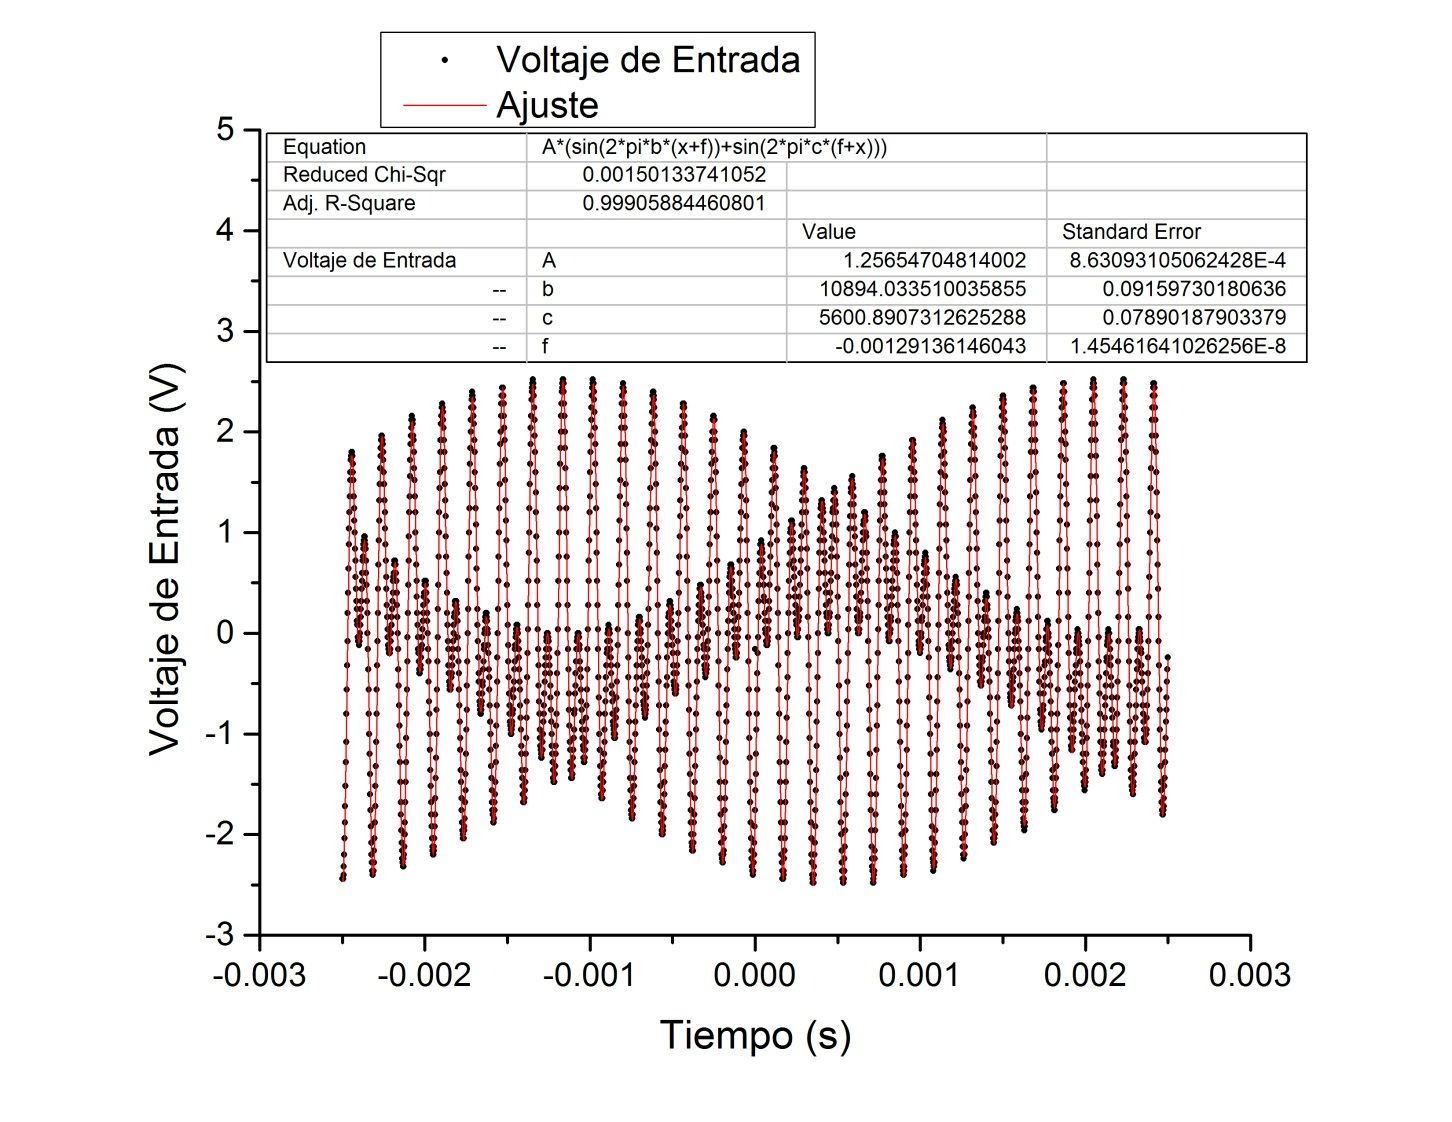 Voltaje de Entrada
Ajuste
Equation A*(sin(2*pi*b*(x+f))+sin(2*pi*c*(f+x)))
Reduced Chi-Sqr 0.00150133741052
Adj. R-Square 0.99905884460801
Value Standard Error
Voltaje de Entrada A 1.25654704814002 8.63093105062428E-4
-- b 10894.033510035855 0.09159730180636
-- c 5600.8907312625288 0.07890187903379
-- f -0.00129136146043 1.45461641026256E-8
5
4
3
2
1
0
-1
-2
-3
Voltaje de Entrada (V)
-0.003 -0.002 -0.001 0.000 0.001 0.002 0.003
Tiempo (s)